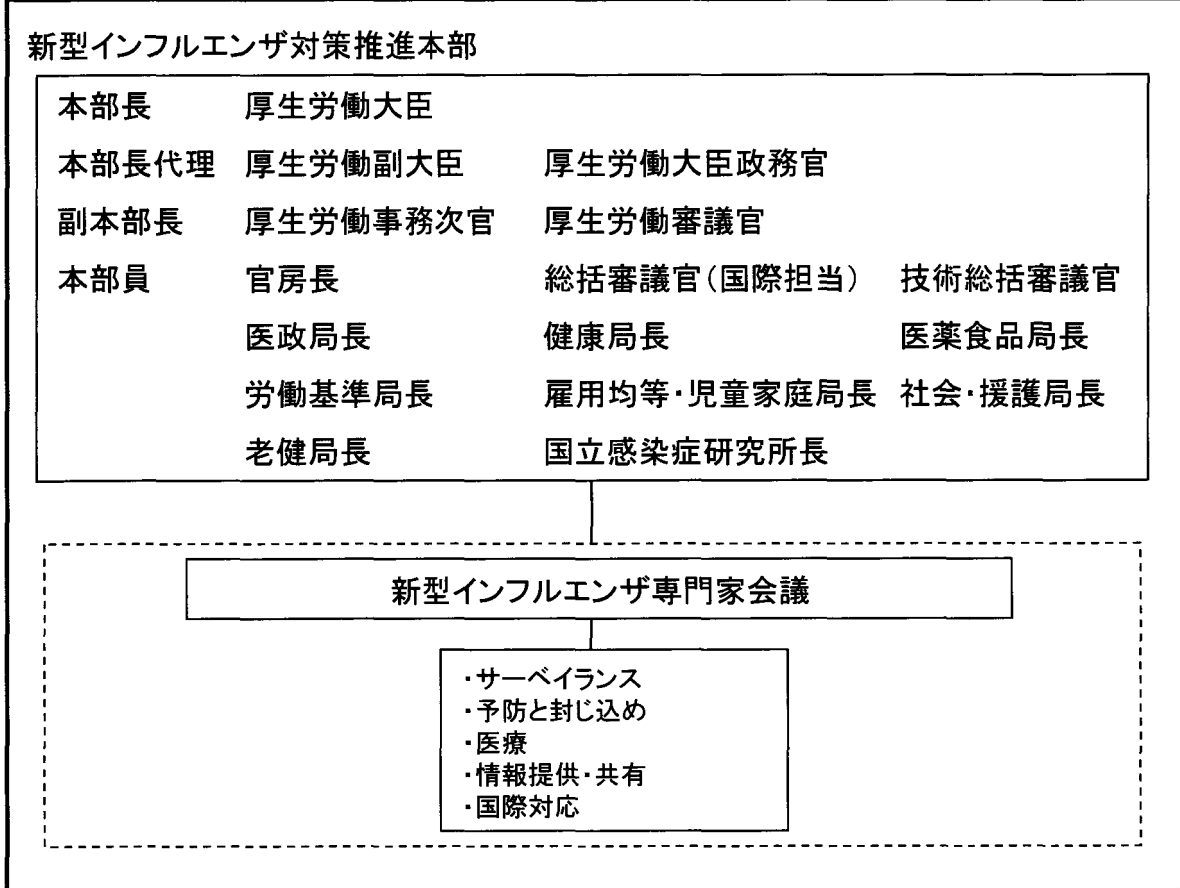 新型インフルエンザ対策推進本部
本部長 厚生労働大臣
本部長代理 厚生労働副大臣 厚生労働大臣政務官
副本部長 厚生労働事務次官 厚生労働審議官
本部員 官房長 総括審議官(国際担当) 技術総括審議官
医政局長 健康局長 医薬食品局長
労働基準局長 雇用均等・児童家庭局長 社会・援護局長
老健局長 国立感染症研究所長
新型インフルエンザ専門家会議
・サーベイランス
・予防と封じ込め
・医療
・情報提供・共有
・国際対応